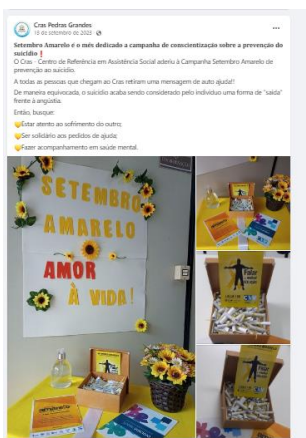 Cras Pedras Grandes
15 de setembro de 2023 ·
Setembro Amarelo é o mês dedicado a campanha de conscientização sobre a prevenção do
suicídio❗
O Cras - Centro de Referência em Assistência Social aderiu à Campanha Setembro Amarelo de
prevenção ao suicídio.
A todas as pessoas que chegam ao Cras retiram uma mensagem de auto ajuda!!
De maneira equivocada, o suicídio acaba sendo considerado pelo indivíduo uma forma de "saída"
frente à angústia.
Então, busque:
Estar atento ao sofrimento do outro;
Ser solidário aos pedidos de ajuda;
Fazer acompanhamento em saúde mental.
SETEMBRO
AMARELO
AMOR
À VIDA!
Falar
Falar